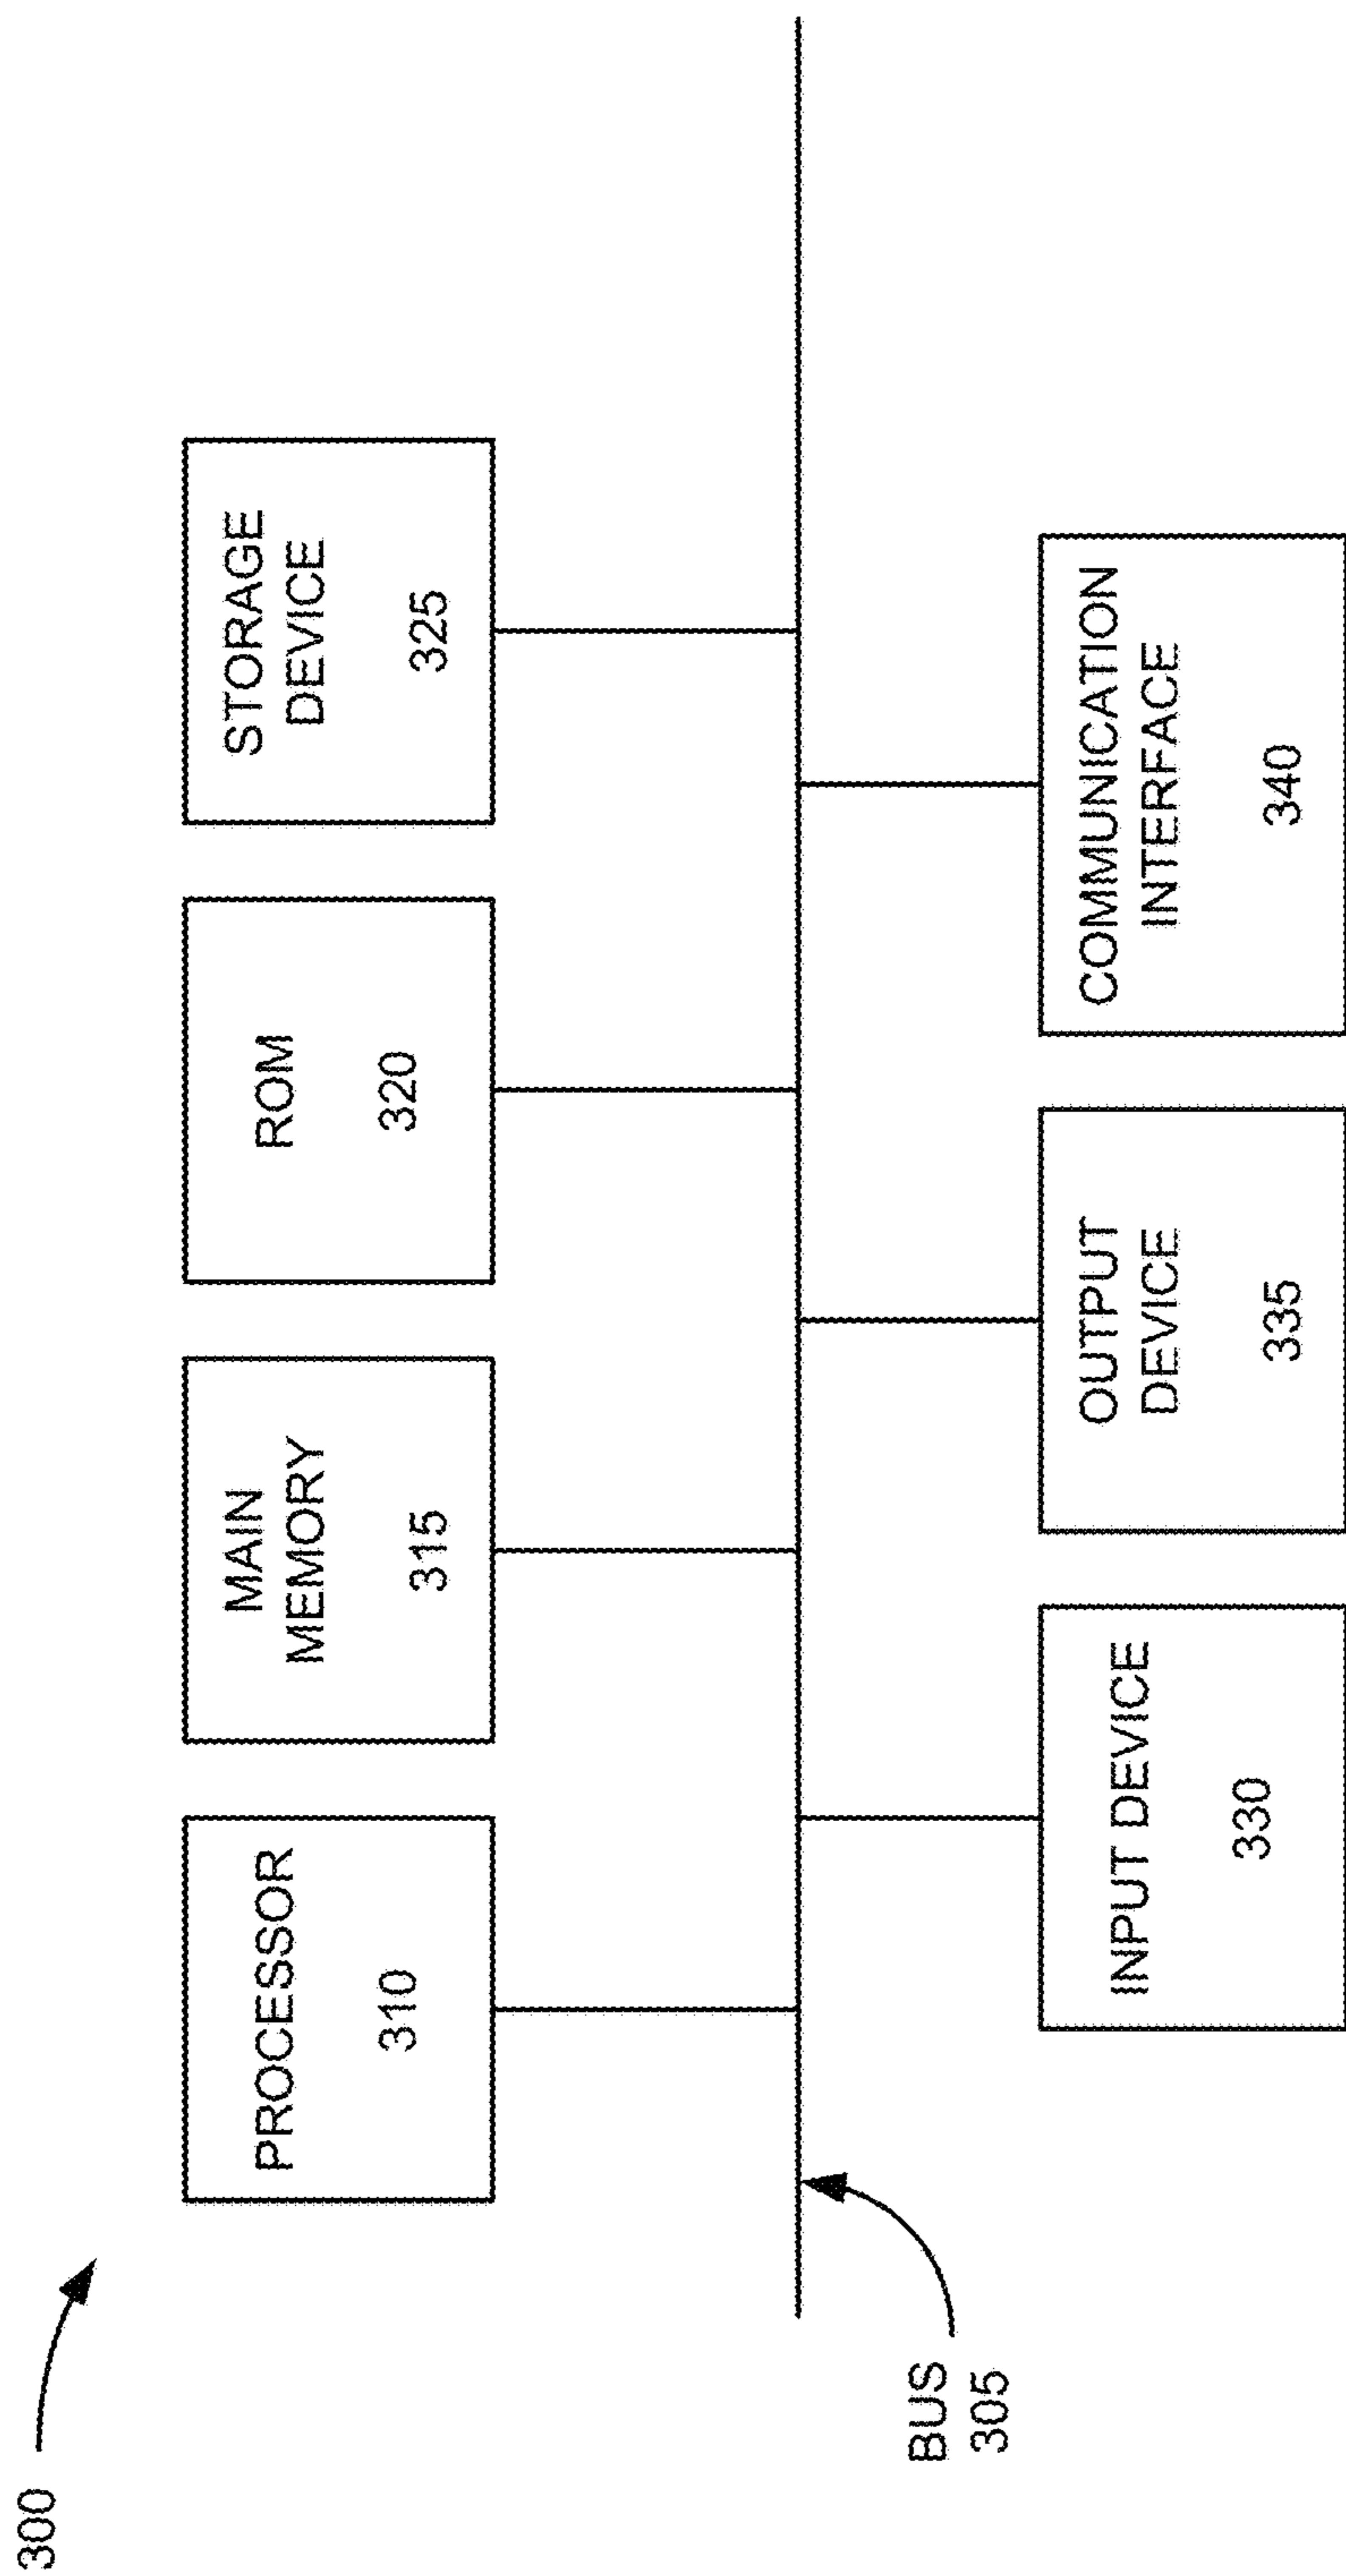 300
PROCESSOR
310
MAIN
MEMORY
315
ROM
320
STORAGE
DEVICE
325
BUS
305
INPUT DEVICE
330
OUTPUT
DEVICE
335
COMMUNICATION
INTERFACE
340